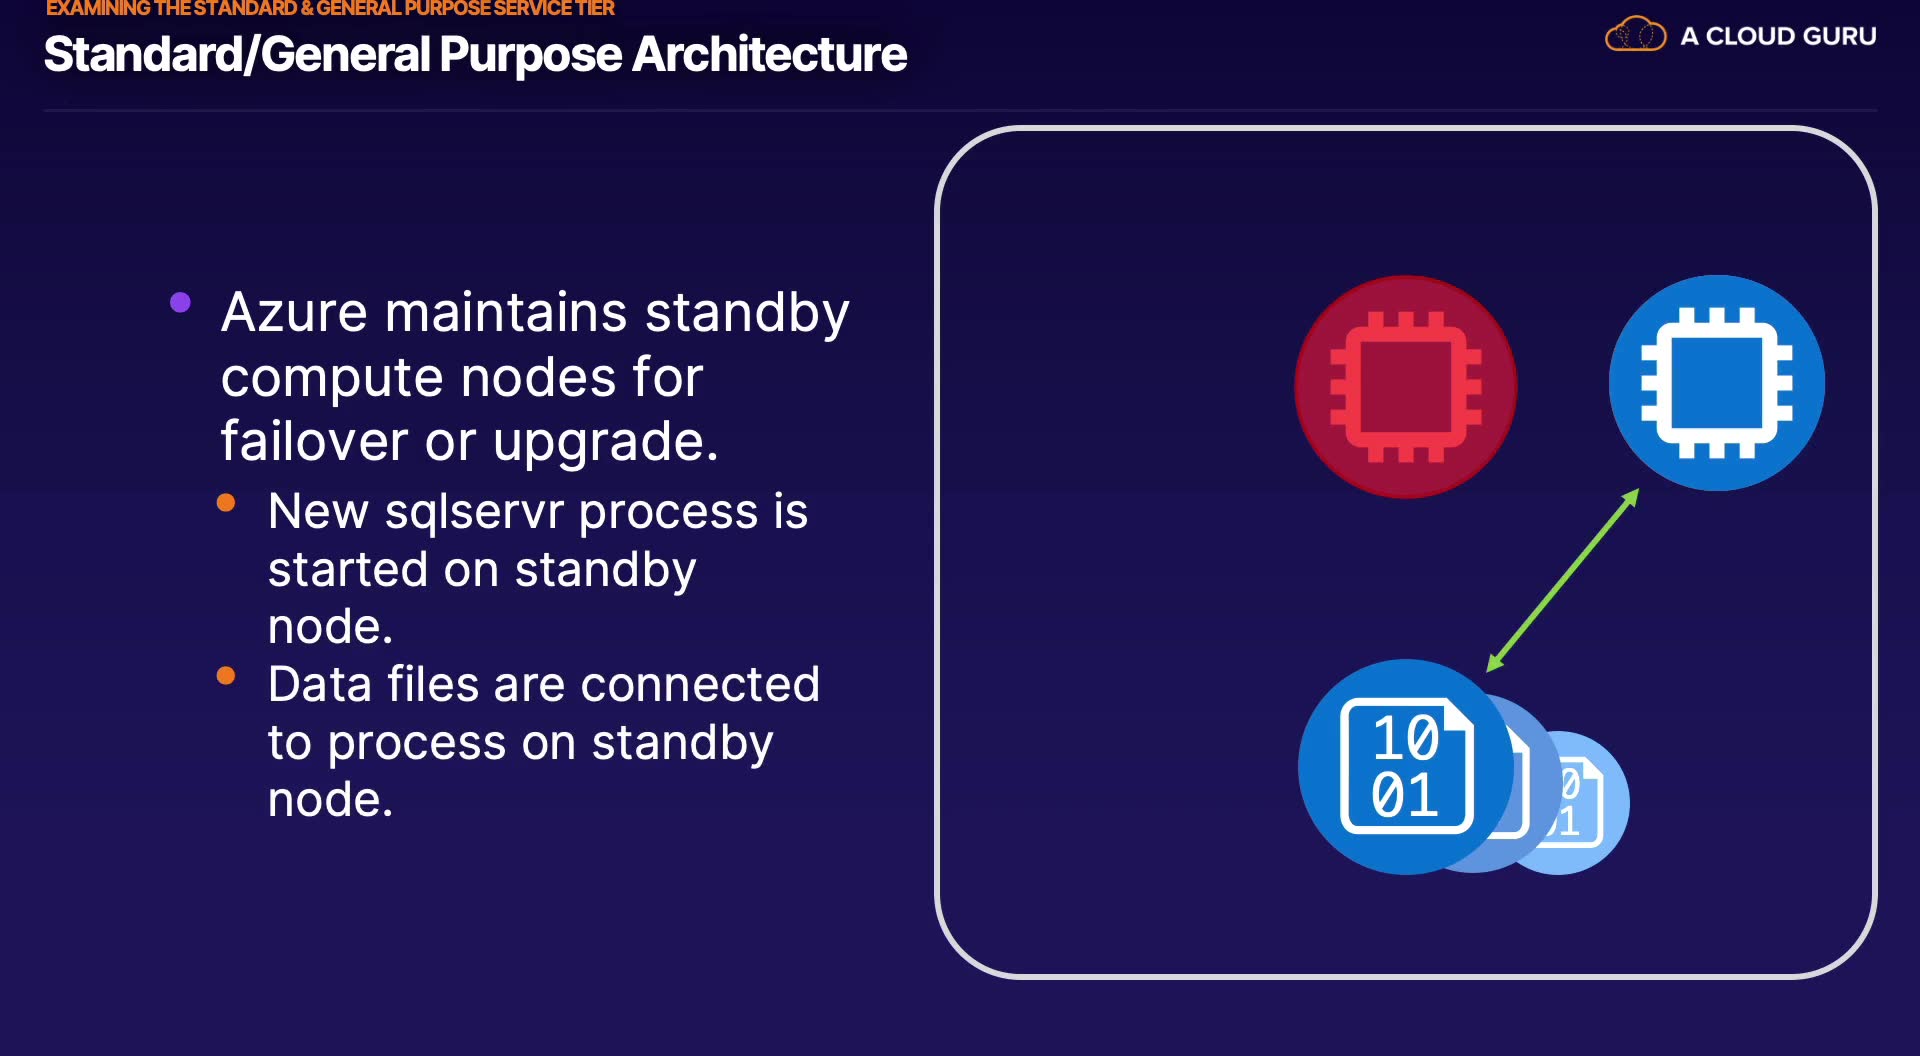 EXAMINING THE STANDARD & GENERAL PURPOSE SERVICE TIER
Standard/General Purpose Architecture
A CLOUD GURU
Azure maintains standby
compute nodes for
failover or upgrade.
New sqlservr process is
started on standby
node.
Data files are connected
to process on standby
node.
10
01
0
01